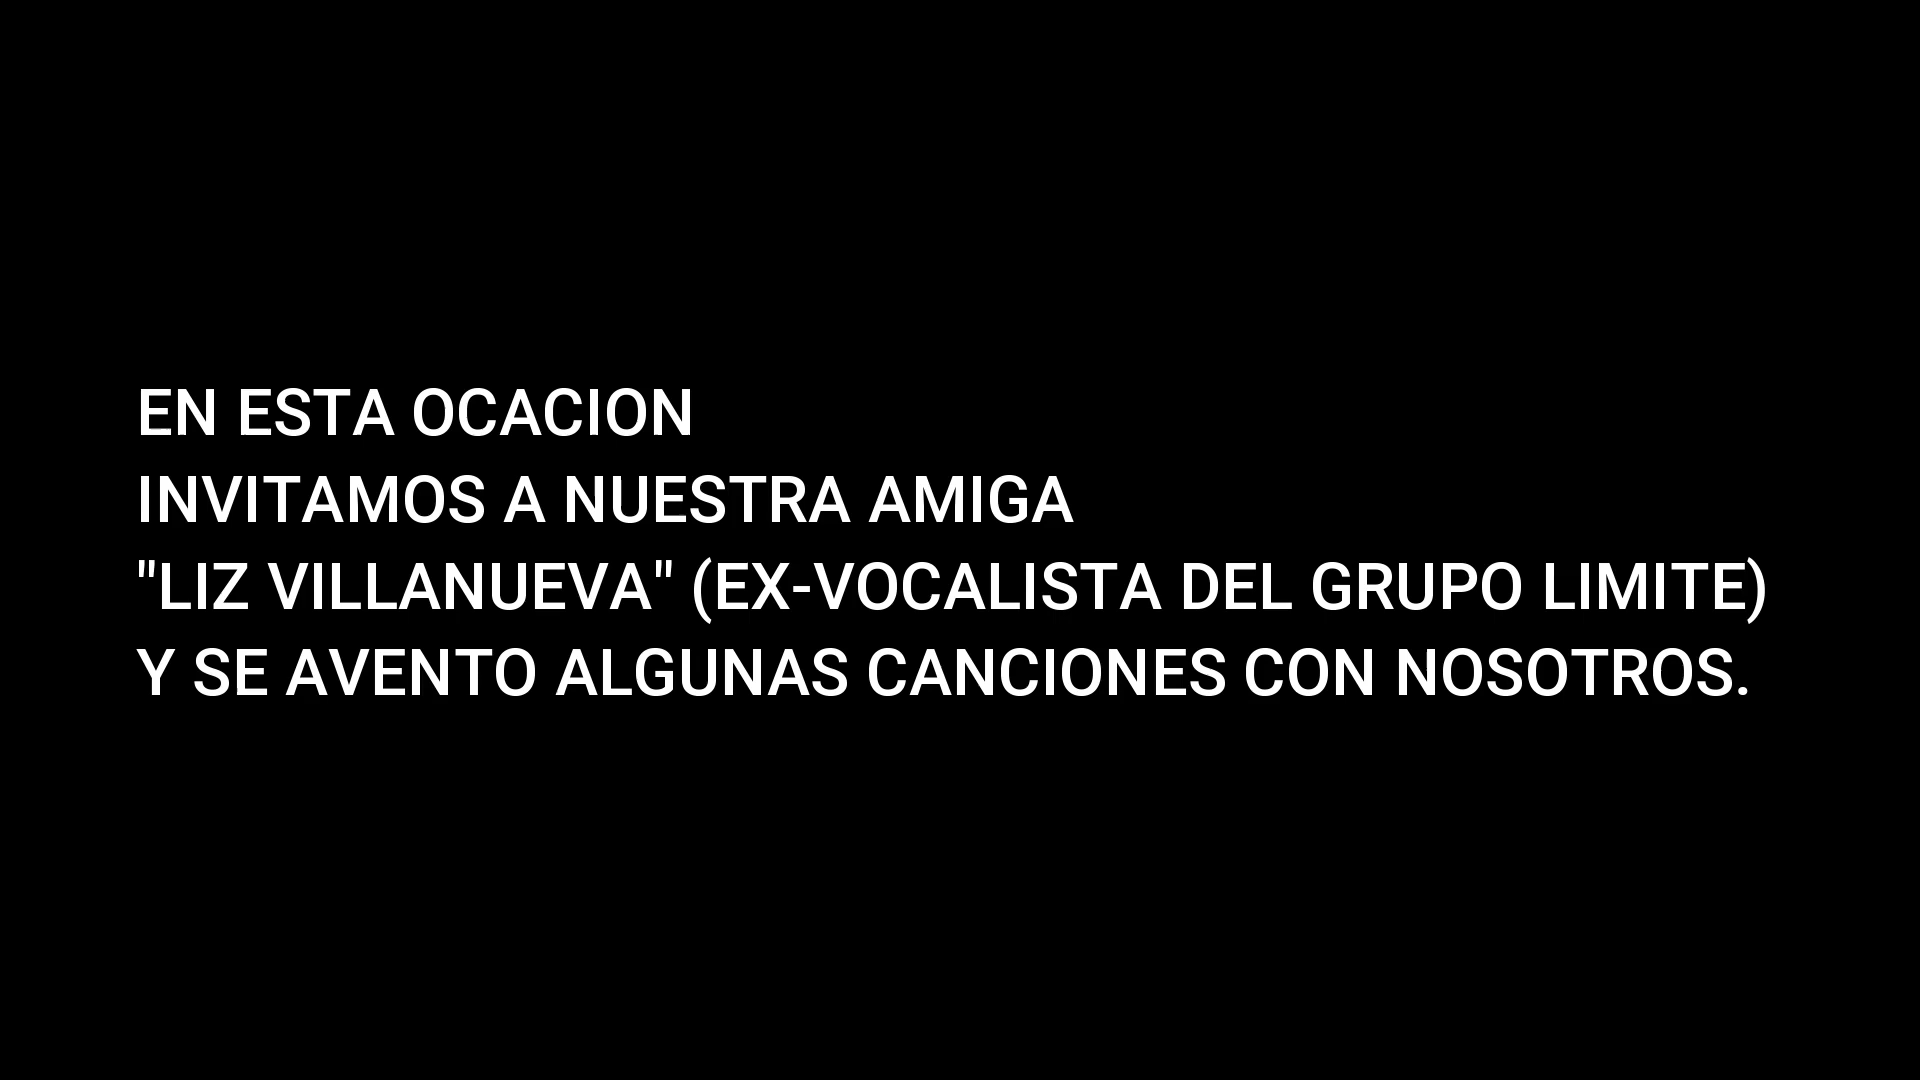 EN ESTA OCACION
INVITAMOS A NUESTRA AMIGA
"LIZ VILLANUEVA" (EX-VOCALISTA DEL GRUPO LIMITE)
Y SE AVENTO ALGUNAS CANCIONES CON NOSOTROS.